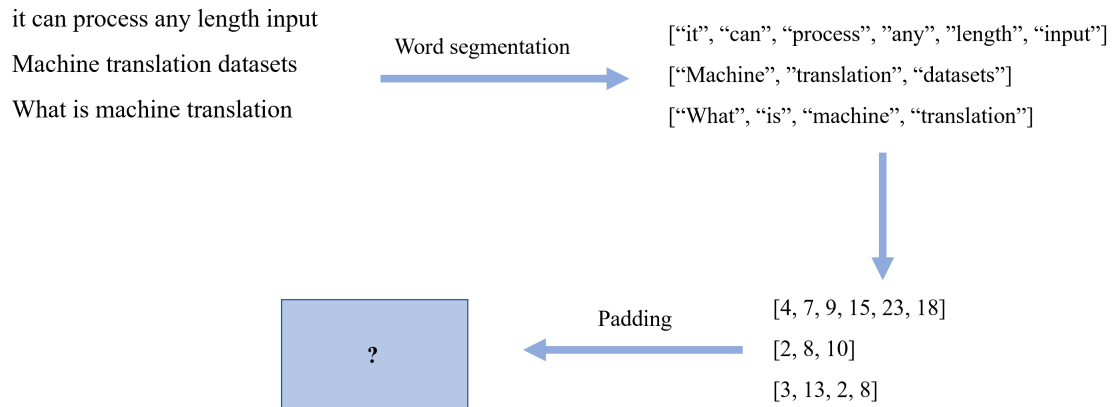 it can process any length input
Machine translation datasets
What is machine translation
Word segmentation
[“it”, “can”, “process”, ”any”, ”length”, “input”]
[“Machine”, ”translation”, “datasets”]
[“What”, “is”, “machine”, “translation”]
[4, 7, 9, 15, 23, 18]
[2, 8, 10]
[3, 13, 2, 8]
Padding
?